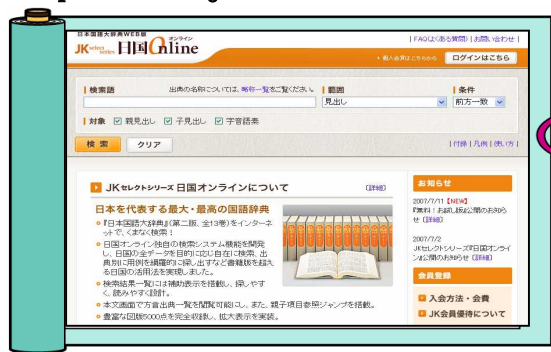 日本国語大辞典WEB版
JKselect series 日国オンライン Online
| FAQ(よくある質問) | お問い合わせ |
個人会員はこちらから ログインはこちら
検索語 出典の名称については、略称一覧をご覧ください。 範囲 条件
見出し 前方一致
対象 親見出し 子見出し 字音語素
検索 クリア | 付録 | 凡例 | 使い方 |
JKセレクトシリーズ 日国オンラインについて (詳細)
日本を代表する最大・最高の国語辞典
『日本国語大辞典』(第二版、全13巻)をインターネ
ットで、くまなく検索!
日国オンライン独自の検索システム機能を開発
し、日国の全データを目的に応じ自在に検索、出
典別に用例を網羅的に探し出すなど書籍版を超え
る日国の活用法を実現しました。
検索結果一覧には補助表示を搭載し、探しやす
く、読みやすく設計。
本文画面で方言出典一覧を閲覧可能にし、また、親子項目参照ジャンプを搭載。
豊富な図版5000点を完全収録し、拡大表示を実装。
お知らせ
2007/7/11【NEW】
『無料!お試し版』公開のお知ら
せ (詳細)
2007/7/2
JKセレクトシリーズ『日国オンライ
ン』公開のお知らせ (詳細)
会員登録
入会方法・会費
JK会員優待について